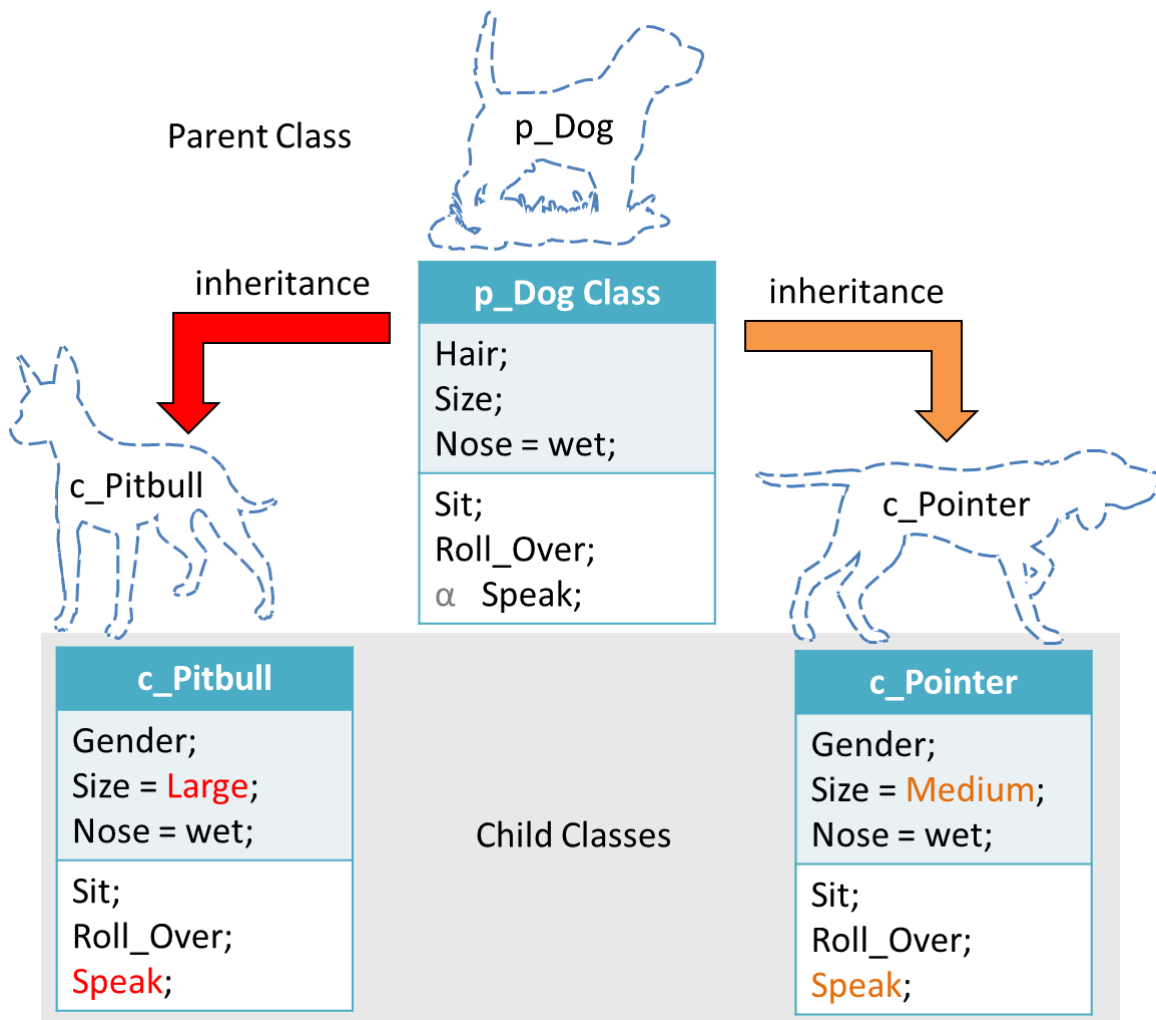 p_Dog
Parent Class
inheritance
inheritance
p_Dog Class
Hair;
Size;
Nose = wet;
Sit;
Roll_Over;
α Speak;
c_Pitbull
c_Pointer
c_Pitbull
Gender;
Size = Large;
Nose = wet;
Sit;
Roll_Over;
Speak;
Child Classes
c_Pointer
Gender;
Size = Medium;
Nose = wet;
Sit;
Roll_Over;
Speak;